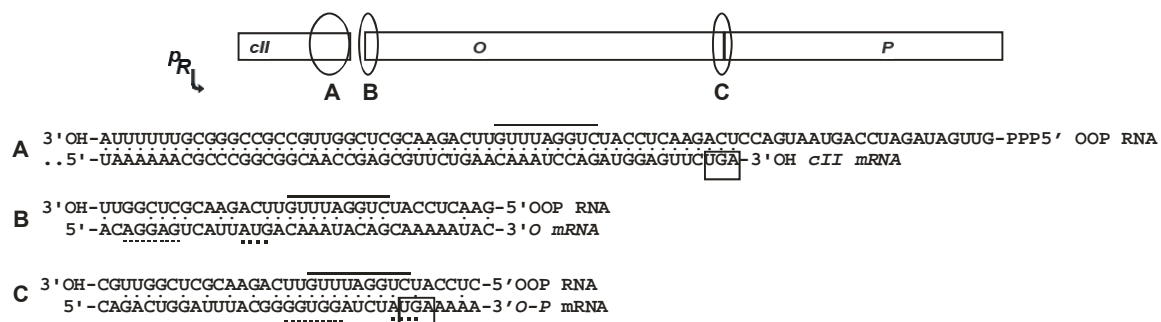 cII O P
pR
A B C
A 3'OH-AUUUUUUGCGGGCCGCCGUUGGCUCGCAAGACUUGUUUAGGUCUACCUCAAGACUCCAGUAAUGACCUAGAUAGUUG-PPP5' OOP RNA
..5'-UAAAAAACGCCCGGCGGCAACCGAGCGUUCUGAACAAAUCCAGAUGGAGUUCUGA-3'OH cII mRNA
B 3'OH-UUGGCUCGCAAGACUUGUUUAGGUCUACCUCAAG-5'OOP RNA
5'-ACAGGAGUCAUUAUGACAAAUACAGCAAAAAUAC-3'O mRNA
C 3'OH-CGUUGGCUCGCAAGACUUGUUUAGGUCUACCUC-5'OOP RNA
5'-CAGACUGGAUUUACGGGGUGGAUCUAUGAAAAA-3'O-P mRNA